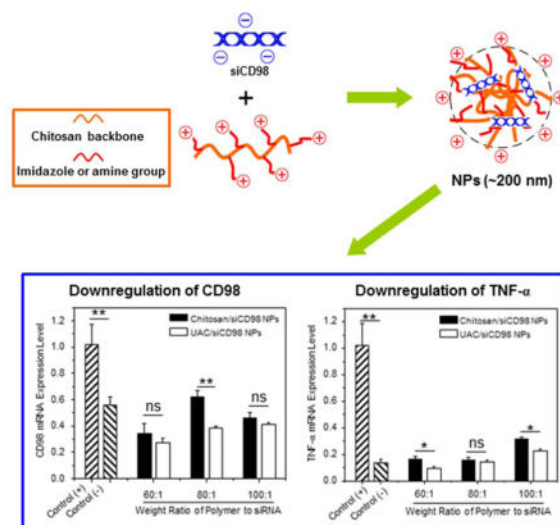 siCD98
+
Chitosan backbone
Imidazole or amine group
NPs (~200 nm)
Downregulation of CD98
CD98 mRNA Expression Level
1.2
1.0
0.8
0.6
0.4
0.2
0.0
**
ns
**
ns
Chitosan/siCD98 NPs
UAC/siCD98 NPs
Control (+)
Control (-)
60:1
80:1
100:1
Weight Ratio of Polymer to siRNA
Downregulation of TNF-α
TNF-α mRNA Expression Level
1.2
1.0
0.8
0.6
0.4
0.2
0.0
**
*
ns
*
Chitosan/siCD98 NPs
UAC/siCD98 NPs
Control (+)
Control (-)
60:1
80:1
100:1
Weight Ratio of Polymer to siRNA